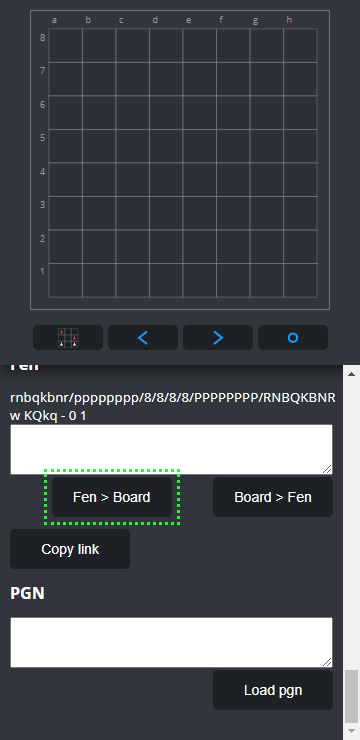 a b c d e f g h
8
7
6
5
4
3
2
1
Fen
rnbqkbnr/pppppppp/8/8/8/8/PPPPPPPP/RNBQKBNR
w KQkq - 0 1
Fen > Board Board > Fen
Copy link
PGN
Load pgn